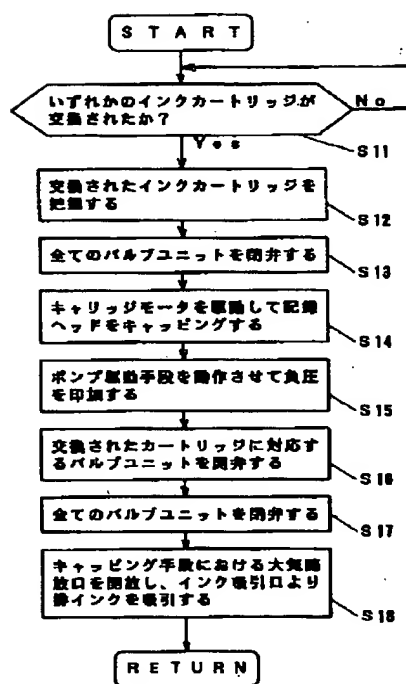 START
いずれかのインクカートリッジが
交換されたか?
No
Yes
S11
交換されたインクカートリッジを
把握する
S12
全てのバルブユニットを閉弁する
S13
キャリッジモータを駆動して記録
ヘッドをキャッピングする
S14
ポンプ駆動手段を動作させて負圧
を印加する
S15
交換されたカートリッジに対応す
るバルブユニットを開弁する
S16
全てのバルブユニットを閉弁する
S17
キャッピング手段における大気開
放口を開放し、インク吸引口より
排インクを吸引する
S18
RETURN